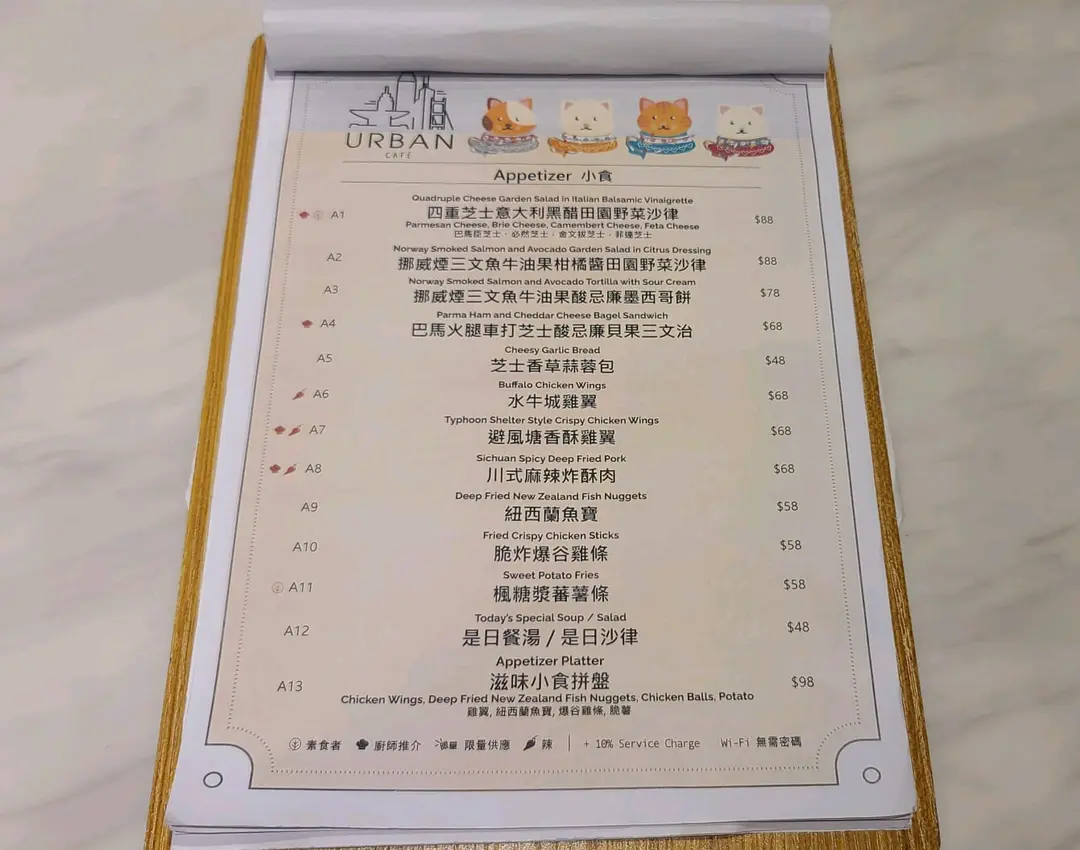 URBAN
CAFE
Appetizer 小食
Quadruple Cheese Garden Salad in Italian Balsamic Vinaigrette
A1 四重芝士意大利黑醋田園野菜沙律 $88
Parmesan Cheese, Brie Cheese, Camembert Cheese, Feta Cheese
巴馬臣芝士﹑必然芝士﹑金文拔芝士﹑菲達芝士
Norway Smoked Salmon and Avocado Garden Salad in Citrus Dressing
A2 挪威煙三文魚牛油果柑橘醬田園野菜沙律 $88
Norway Smoked Salmon and Avocado Tortilla with Sour Cream
A3 挪威煙三文魚牛油果酸忌廉墨西哥餅 $78
Parma Ham and Cheddar Cheese Bagel Sandwich
A4 巴馬火腿車打芝士酸忌廉貝果三文治 $68
Cheesy Garlic Bread
A5 芝士香草蒜蓉包 $48
Buffalo Chicken Wings
A6 水牛城雞翼 $68
Typhoon Shelter Style Crispy Chicken Wings
A7 避風塘香酥雞翼 $68
Sichuan Spicy Deep Fried Pork
A8 川式麻辣炸酥肉 $68
Deep Fried New Zealand Fish Nuggets
A9 紐西蘭魚寶 $58
Fried Crispy Chicken Sticks
A10 脆炸爆谷雞條 $58
Sweet Potato Fries
A11 楓糖漿蕃薯條 $58
Today's Special Soup / Salad
A12 是日餐湯 / 是日沙律 $48
Appetizer Platter
A13 滋味小食拼盤 $98
Chicken Wings, Deep Fried New Zealand Fish Nuggets, Chicken Balls, Potato
雞翼, 紐西蘭魚寶, 爆谷雞條, 脆薯
素食者 廚師推介 限量 限量供應 辣 | + 10% Service Charge Wi-Fi 無需密碼